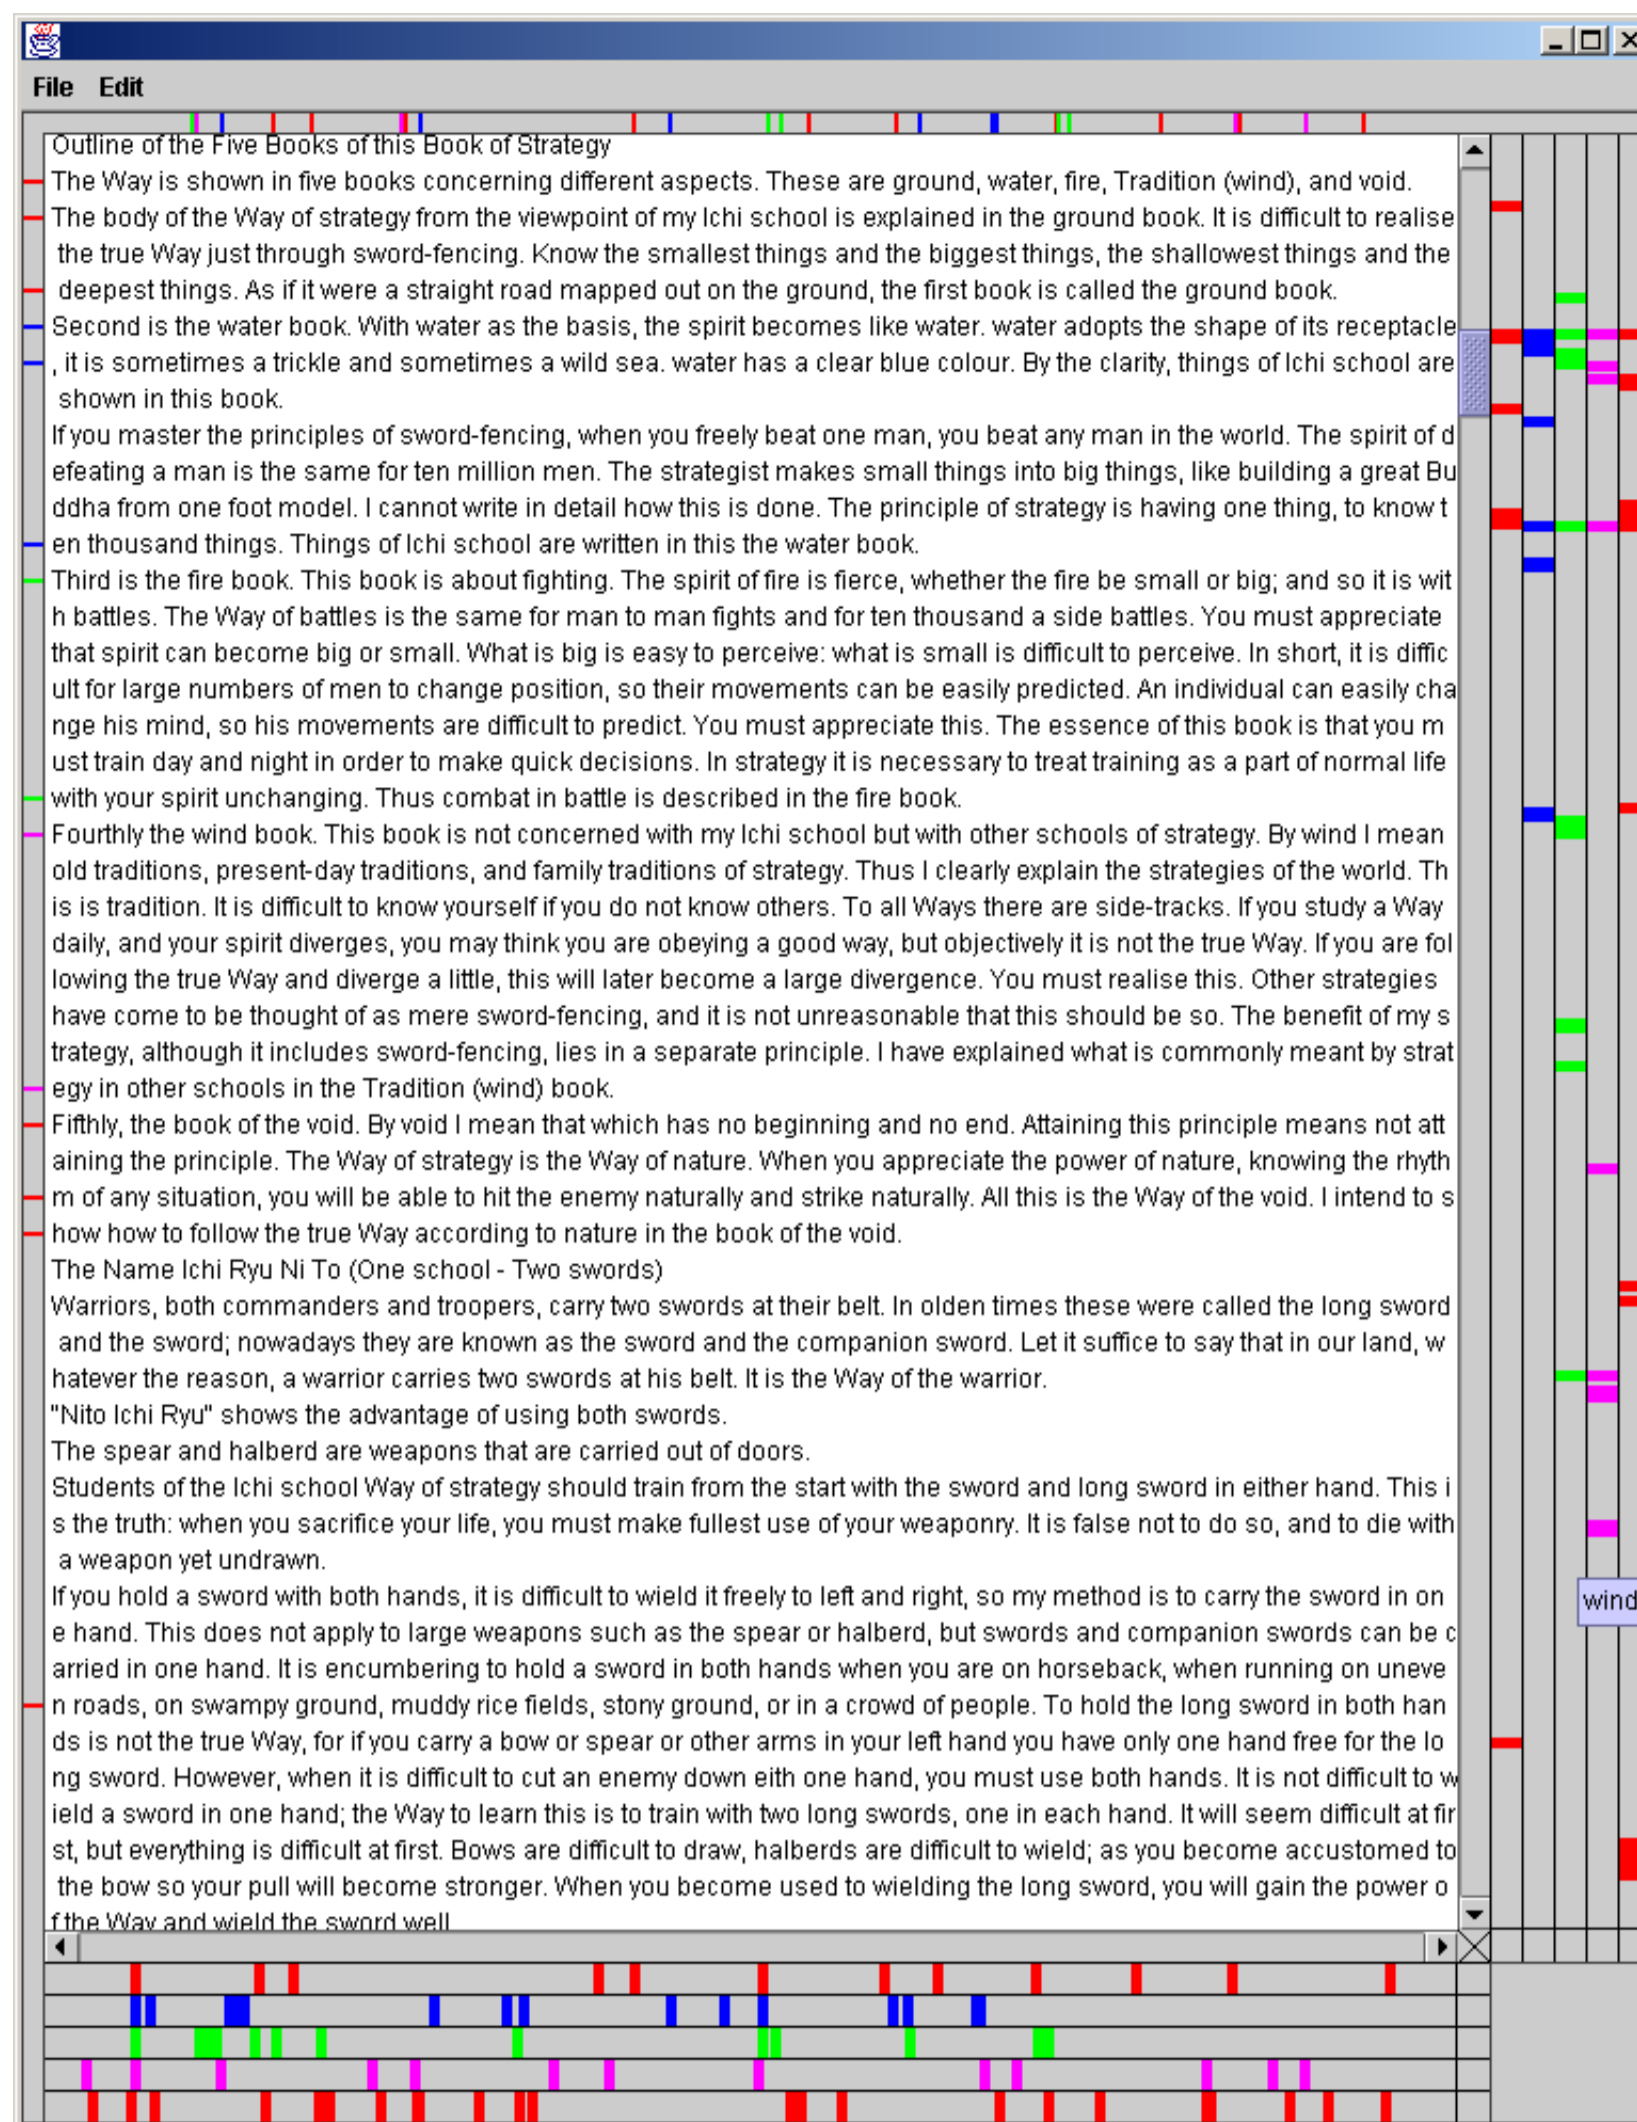 File Edit
Outline of the Five Books of this Book of Strategy
The Way is shown in five books concerning different aspects. These are ground, water, fire, Tradition (wind), and void.
The body of the Way of strategy from the viewpoint of my Ichi school is explained in the ground book. It is difficult to realise
the true Way just through sword-fencing. Know the smallest things and the biggest things, the shallowest things and the
deepest things. As if it were a straight road mapped out on the ground, the first book is called the ground book.
Second is the water book. With water as the basis, the spirit becomes like water. water adopts the shape of its receptacle
, it is sometimes a trickle and sometimes a wild sea. water has a clear blue colour. By the clarity, things of Ichi school are
shown in this book.
If you master the principles of sword-fencing, when you freely beat one man, you beat any man in the world. The spirit of d
efeating a man is the same for ten million men. The strategist makes small things into big things, like building a great Bu
ddha from one foot model. I cannot write in detail how this is done. The principle of strategy is having one thing, to know t
en thousand things. Things of Ichi school are written in this the water book.
Third is the fire book. This book is about fighting. The spirit of fire is fierce, whether the fire be small or big; and so it is wit
h battles. The Way of battles is the same for man to man fights and for ten thousand a side battles. You must appreciate
that spirit can become big or small. What is big is easy to perceive: what is small is difficult to perceive. In short, it is diffic
ult for large numbers of men to change position, so their movements can be easily predicted. An individual can easily cha
nge his mind, so his movements are difficult to predict. You must appreciate this. The essence of this book is that you m
ust train day and night in order to make quick decisions. In strategy it is necessary to treat training as a part of normal life
with your spirit unchanging. Thus combat in battle is described in the fire book.
Fourthly the wind book. This book is not concerned with my Ichi school but with other schools of strategy. By wind I mean
old traditions, present-day traditions, and family traditions of strategy. Thus I clearly explain the strategies of the world. Th
is is tradition. It is difficult to know yourself if you do not know others. To all Ways there are side-tracks. If you study a Way
daily, and your spirit diverges, you may think you are obeying a good way, but objectively it is not the true Way. If you are fol
lowing the true Way and diverge a little, this will later become a large divergence. You must realise this. Other strategies
have come to be thought of as mere sword-fencing, and it is not unreasonable that this should be so. The benefit of my s
trategy, although it includes sword-fencing, lies in a separate principle. I have explained what is commonly meant by strat
egy in other schools in the Tradition (wind) book.
Fifthly, the book of the void. By void I mean that which has no beginning and no end. Attaining this principle means not att
aining the principle. The Way of strategy is the Way of nature. When you appreciate the power of nature, knowing the rhyth
m of any situation, you will be able to hit the enemy naturally and strike naturally. All this is the Way of the void. I intend to s
how how to follow the true Way according to nature in the book of the void.
The Name Ichi Ryu Ni To (One school - Two swords)
Warriors, both commanders and troopers, carry two swords at their belt. In olden times these were called the long sword
and the sword; nowadays they are known as the sword and the companion sword. Let it suffice to say that in our land, w
hatever the reason, a warrior carries two swords at his belt. It is the Way of the warrior.
"Nito Ichi Ryu" shows the advantage of using both swords.
The spear and halberd are weapons that are carried out of doors.
Students of the Ichi school Way of strategy should train from the start with the sword and long sword in either hand. This i
s the truth: when you sacrifice your life, you must make fullest use of your weaponry. It is false not to do so, and to die with
a weapon yet undrawn.
If you hold a sword with both hands, it is difficult to wield it freely to left and right, so my method is to carry the sword in on
wind
e hand. This does not apply to large weapons such as the spear or halberd, but swords and companion swords can be c
arried in one hand. It is encumbering to hold a sword in both hands when you are on horseback, when running on uneve
n roads, on swampy ground, muddy rice fields, stony ground, or in a crowd of people. To hold the long sword in both han
ds is not the true Way, for if you carry a bow or spear or other arms in your left hand you have only one hand free for the lo
ng sword. However, when it is difficult to cut an enemy down eith one hand, you must use both hands. It is not difficult to w
ield a sword in one hand; the Way to learn this is to train with two long swords, one in each hand. It will seem difficult at fir
st, but everything is difficult at first. Bows are difficult to draw, halberds are difficult to wield; as you become accustomed to
the bow so your pull will become stronger. When you become used to wielding the long sword, you will gain the power o
f the Way and wield the sword well